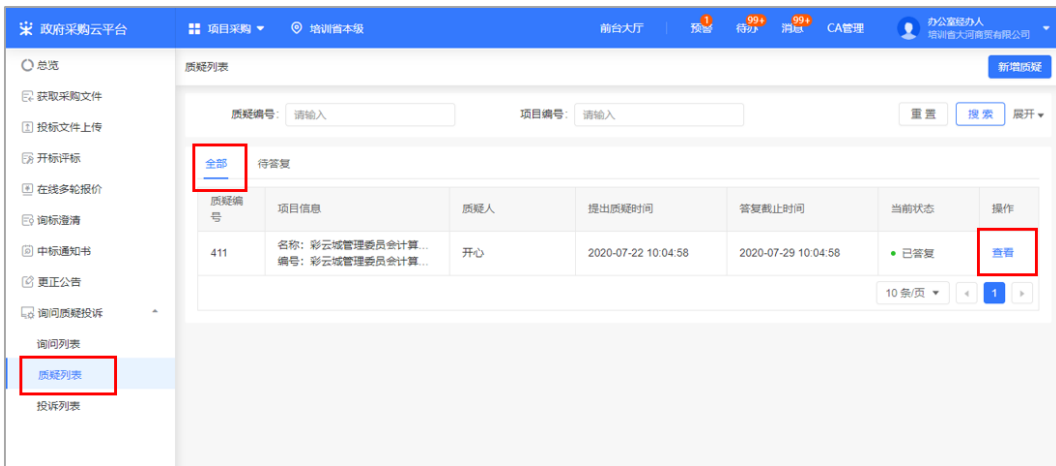 政府采购云平台
项目采购
培训省本级
前台大厅
预警
1
待办
99+
消息
99+
CA管理
办公室经办人
培训省大河商贸有限公司
总览
获取采购文件
投标文件上传
开标评标
在线多轮报价
询标澄清
中标通知书
更正公告
询问质疑投诉
询问列表
质疑列表
投诉列表
质疑列表
新增质疑
质疑编号: 请输入
项目编号: 请输入
重置
搜索
展开
全部
待答复
质疑编
号
项目信息
质疑人
提出质疑时间
答复截止时间
当前状态
操作
411
名称: 彩云域管理委员会计算...
编号: 彩云域管理委员会计算...
开心
2020-07-22 10:04:58
2020-07-29 10:04:58
已答复
查看
10 条/页
1